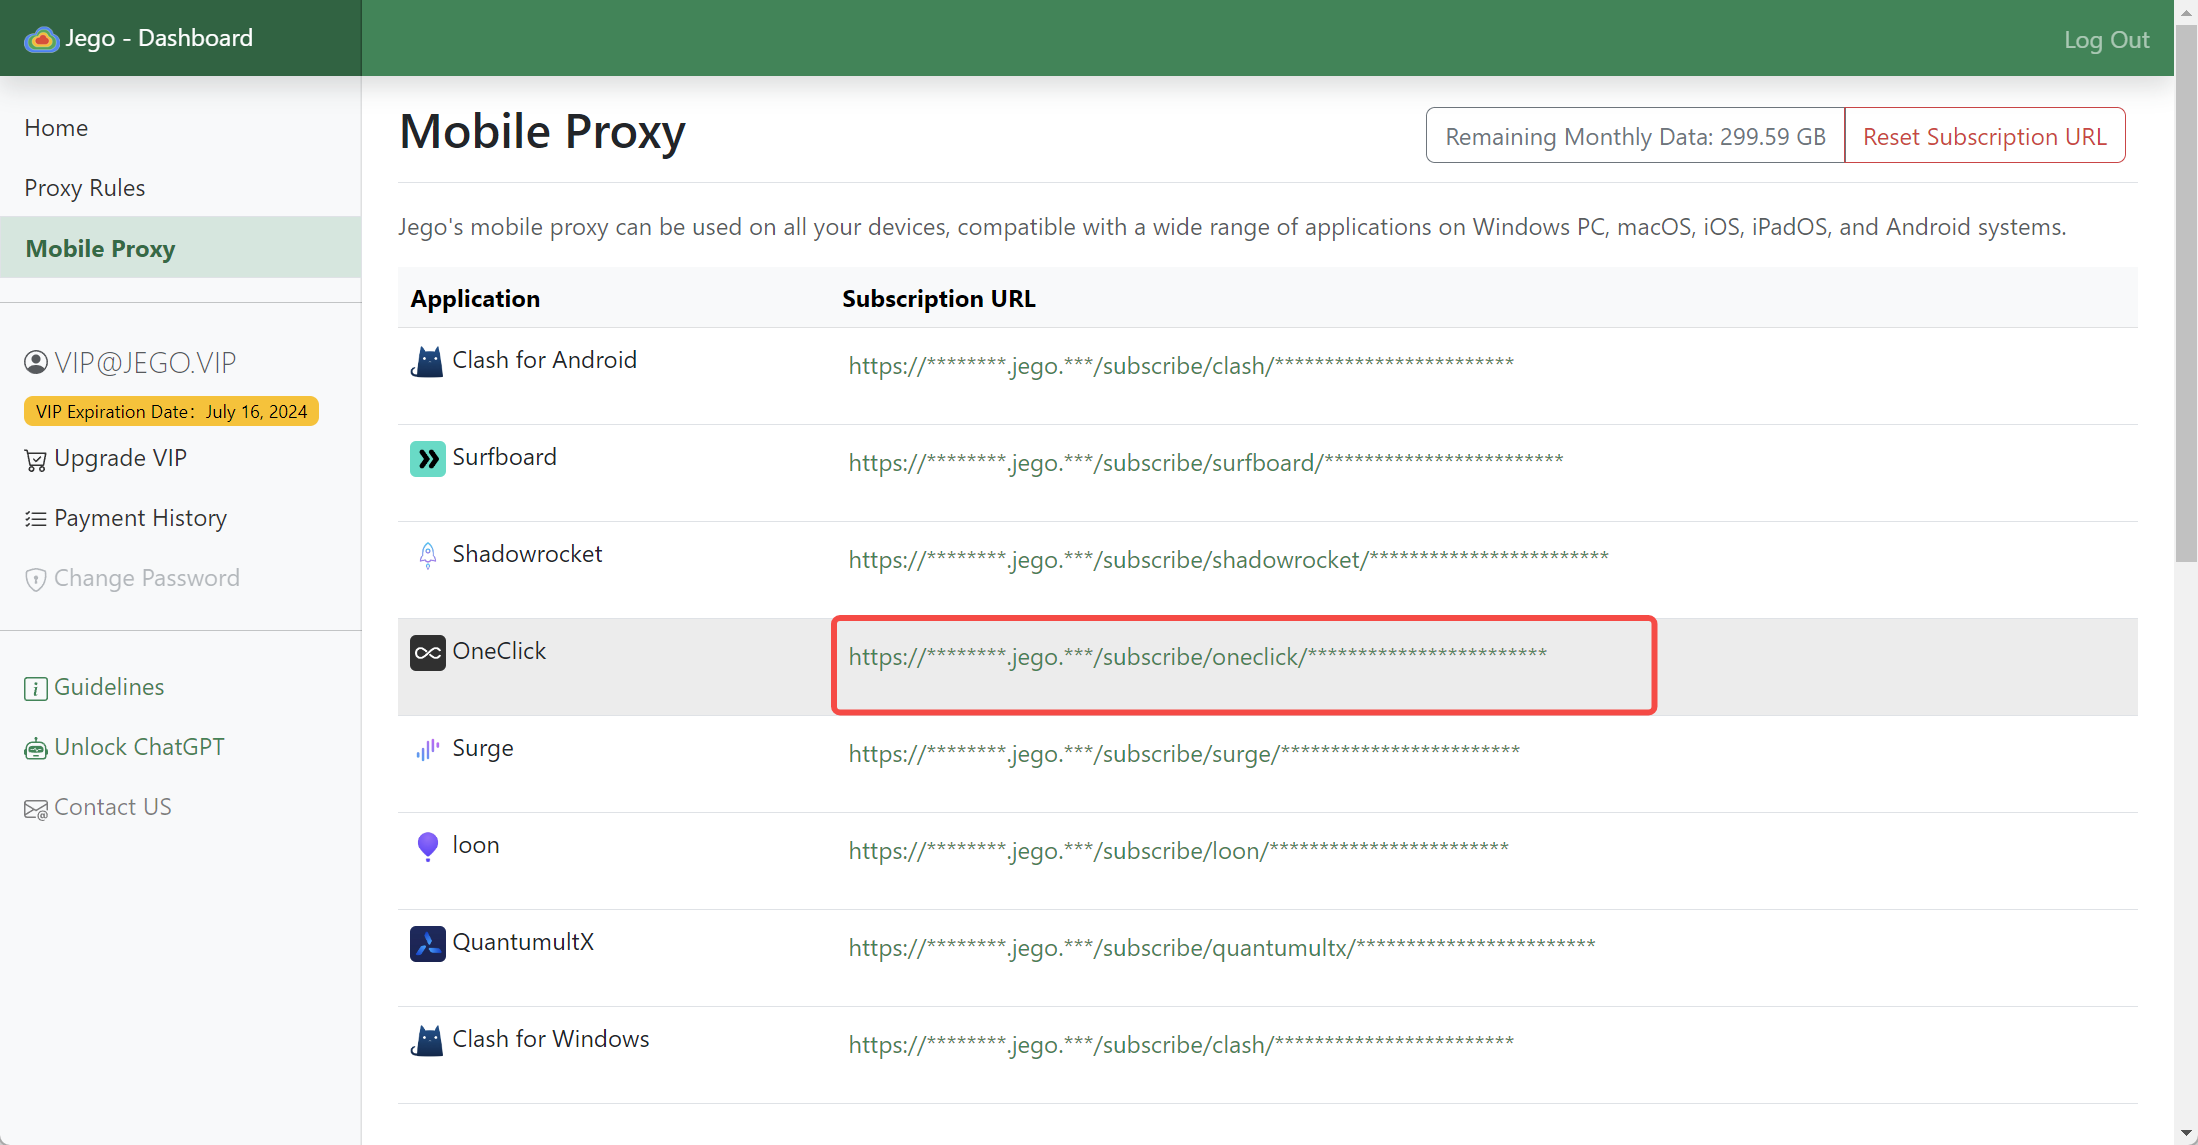 Jego - Dashboard
Log Out
Home
Proxy Rules
Mobile Proxy
VIP@JEGO.VIP
VIP Expiration Date：July 16, 2024
Upgrade VIP
Payment History
Change Password
Guidelines
Unlock ChatGPT
Contact US
Mobile Proxy
Remaining Monthly Data: 299.59 GB
Reset Subscription URL
Jego's mobile proxy can be used on all your devices, compatible with a wide range of applications on Windows PC, macOS, iOS, iPadOS, and Android systems.
Application Subscription URL
Clash for Android https://********.jego.***/subscribe/clash/************************
Surfboard https://********.jego.***/subscribe/surfboard/************************
Shadowrocket https://********.jego.***/subscribe/shadowrocket/************************
OneClick https://********.jego.***/subscribe/oneclick/************************
Surge https://********.jego.***/subscribe/surge/************************
loon https://********.jego.***/subscribe/loon/************************
QuantumultX https://********.jego.***/subscribe/quantumultx/************************
Clash for Windows https://********.jego.***/subscribe/clash/************************